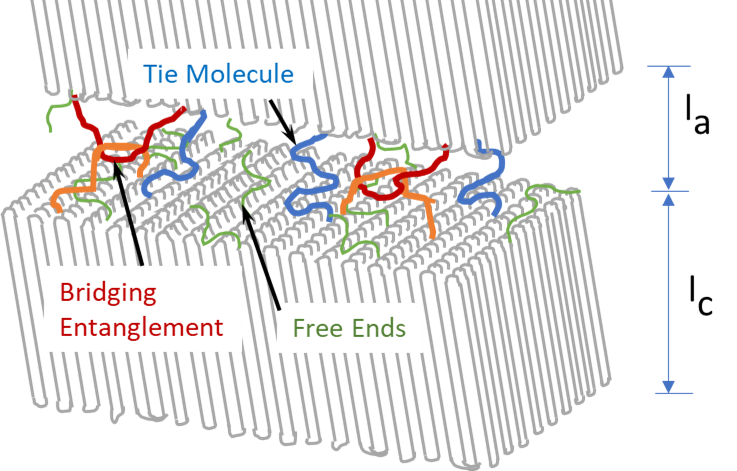 Tie Molecule
la
Bridging
Entanglement
Free Ends
lc